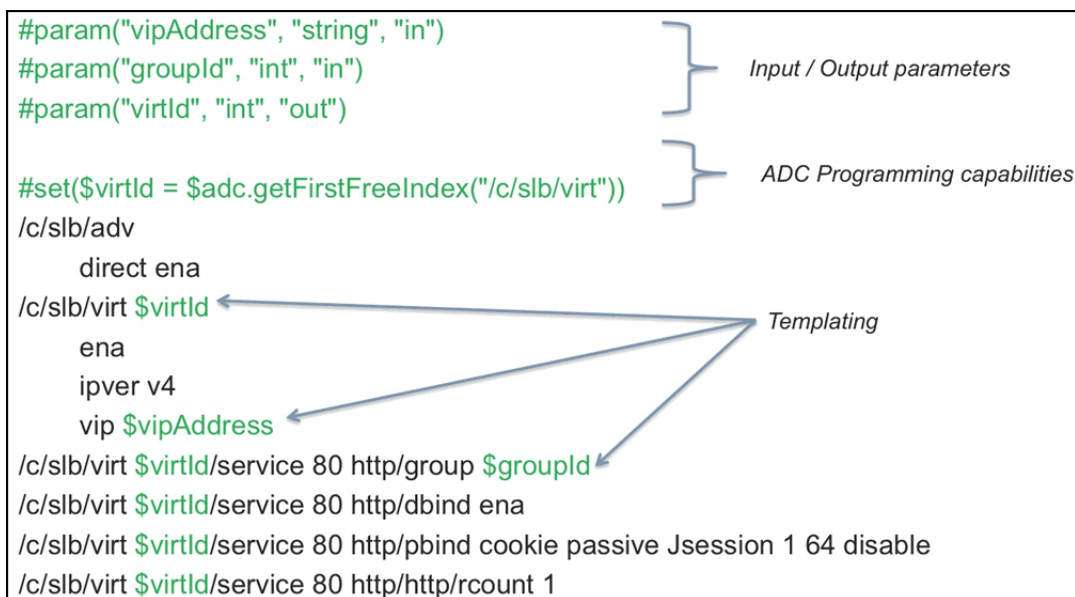 #param("vipAddress", "string", "in")
#param("groupId", "int", "in")
#param("virtId", "int", "out")
Input / Output parameters
#set($virtId = $adc.getFirstFreeIndex("/c/slb/virt"))
ADC Programming capabilities
/c/slb/adv
direct ena
/c/slb/virt $virtId
Templating
ena
ipver v4
vip $vipAddress
/c/slb/virt $virtId/service 80 http/group $groupId
/c/slb/virt $virtId/service 80 http/dbind ena
/c/slb/virt $virtId/service 80 http/pbind cookie passive Jsession 1 64 disable
/c/slb/virt $virtId/service 80 http/http/rcount 1